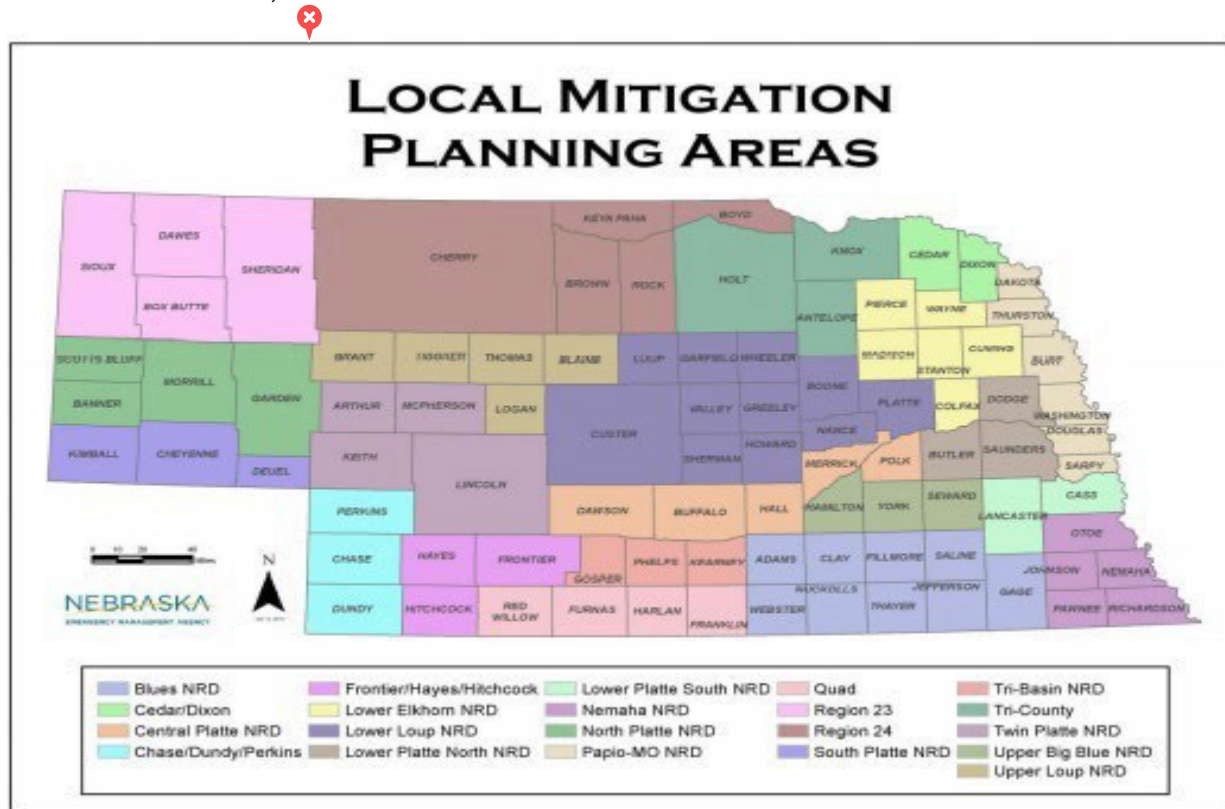 LOCAL MITIGATION
PLANNING AREAS
KEYA PAHA
BOYD
DAWES
SIOUX
SHERIDAN
CHERRY
BROWN
ROCK
HOLT
KNOX
CEDAR
DIXON
DAKOTA
BOX BUTTE
ANTELOPE
PIERCE
WAYNE
THURSTON
SCOTTS BLUFF
MORRILL
GARDEN
GRANT
HOOKER
THOMAS
BLAINE
LOUP
GARFIELD
WHEELER
MADISON
STANTON
CUMING
BURT
BANNER
ARTHUR
MCPHERSON
LOGAN
CUSTER
VALLEY
GREELEY
BOONE
PLATTE
COLFAX
DODGE
WASHINGTON
DOUGLAS
KIMBALL
CHEYENNE
DEUEL
KEITH
LINCOLN
SHERMAN
HOWARD
NANCE
MERRICK
POLK
BUTLER
SAUNDERS
SARPY
PERKINS
DAWSON
BUFFALO
HALL
HAMILTON
YORK
SEWARD
LANCASTER
CASS
OTOE
CHASE
HAYES
FRONTIER
GOSPER
PHELPS
KEARNEY
ADAMS
CLAY
FILLMORE
SALINE
JOHNSON
NEMAHA
DUNDY
HITCHCOCK
RED
WILLOW
FURNAS
HARLAN
FRANKLIN
WEBSTER
NUCKOLLS
THAYER
JEFFERSON
GAGE
PAWNEE
RICHARDSON
0 10 20 40
N
NEBRASKA
EMERGENCY MANAGEMENT AGENCY
Blues NRD
Cedar/Dixon
Central Platte NRD
Chase/Dundy/Perkins
Frontier/Hayes/Hitchcock
Lower Elkhorn NRD
Lower Loup NRD
Lower Platte North NRD
Lower Platte South NRD
Nemaha NRD
North Platte NRD
Papio-MO NRD
Quad
Region 23
Region 24
South Platte NRD
Tri-Basin NRD
Tri-County
Twin Platte NRD
Upper Big Blue NRD
Upper Loup NRD